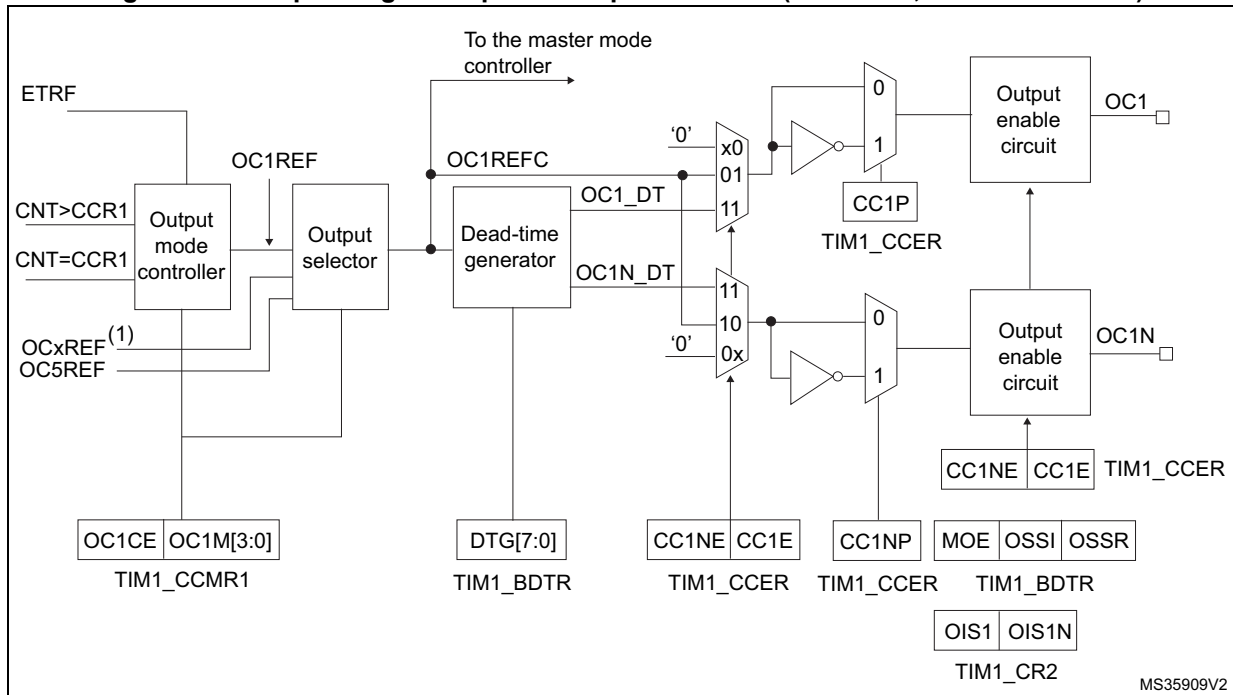 To the master mode
controller
ETRF
OC1REF
OC1REFC
CNT>CCR1
CNT=CCR1
Output
mode
controller
Output
selector
Dead-time
generator
OC1_DT
OC1N_DT
OCxREF(1)
OC5REF
‘0’
x0
01
11
11
10
‘0’
0x
0
1
CC1P
TIM1_CCER
0
1
Output
enable
circuit
OC1
Output
enable
circuit
OC1N
CC1NE CC1E TIM1_CCER
OC1CE OC1M[3:0]
TIM1_CCMR1
DTG[7:0]
TIM1_BDTR
CC1NE CC1E
TIM1_CCER
CC1NP
TIM1_CCER
MOE OSSI OSSR
TIM1_BDTR
OIS1 OIS1N
TIM1_CR2
MS35909V2